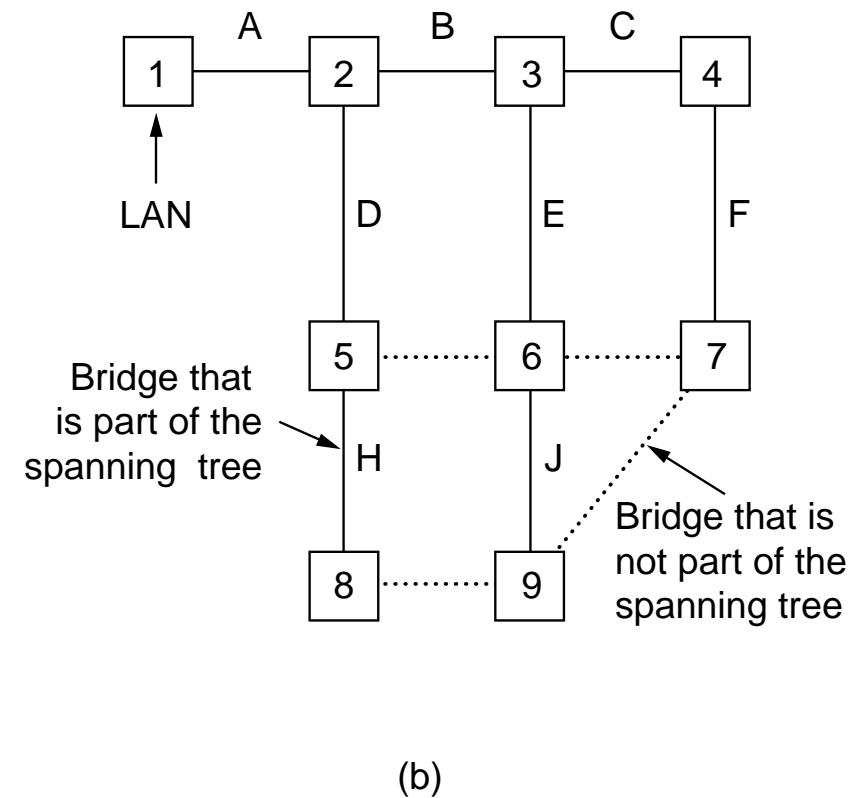 A B C
1 2 3 4
LAN
D E F
5 6 7
Bridge that
is part of the
spanning tree
H J
Bridge that is
not part of the
spanning tree
8 9
(b)